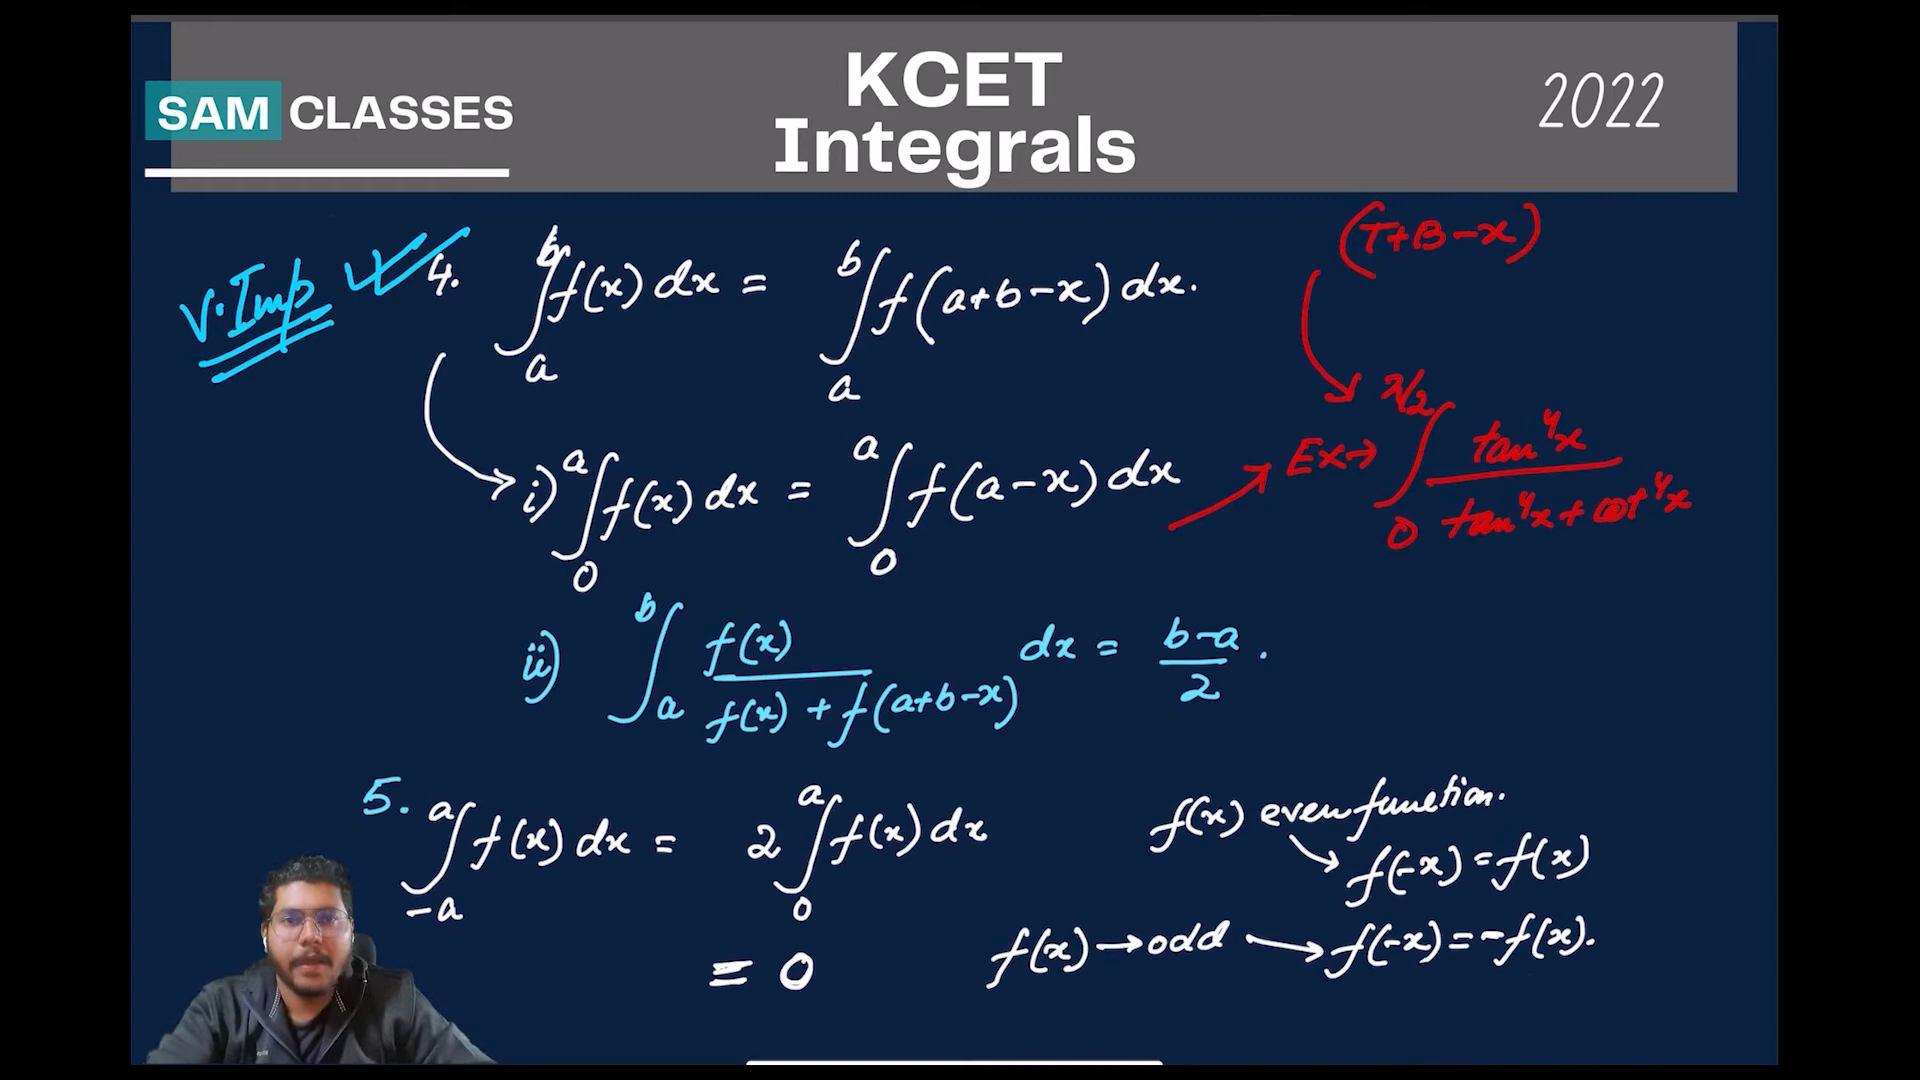 SAM CLASSES
KCET
Integrals
2022
V. Imp
4. ∫_a^b f(x) dx = ∫_a^b f(a+b-x) dx.
(T+B-x)
i) ∫_0^a f(x) dx = ∫_0^a f(a-x) dx
Ex→ ∫_0^{π/2} tan⁴x / tan⁴x + cot⁴x
ii) ∫_a^b f(x) / f(x) + f(a+b-x) dx = b-a / 2 .
5. ∫_{-a}^a f(x) dx = 2 ∫_0^a f(x) dx
f(x) even function.
f(-x) = f(x)
= 0
f(x) → odd → f(-x) = -f(x).